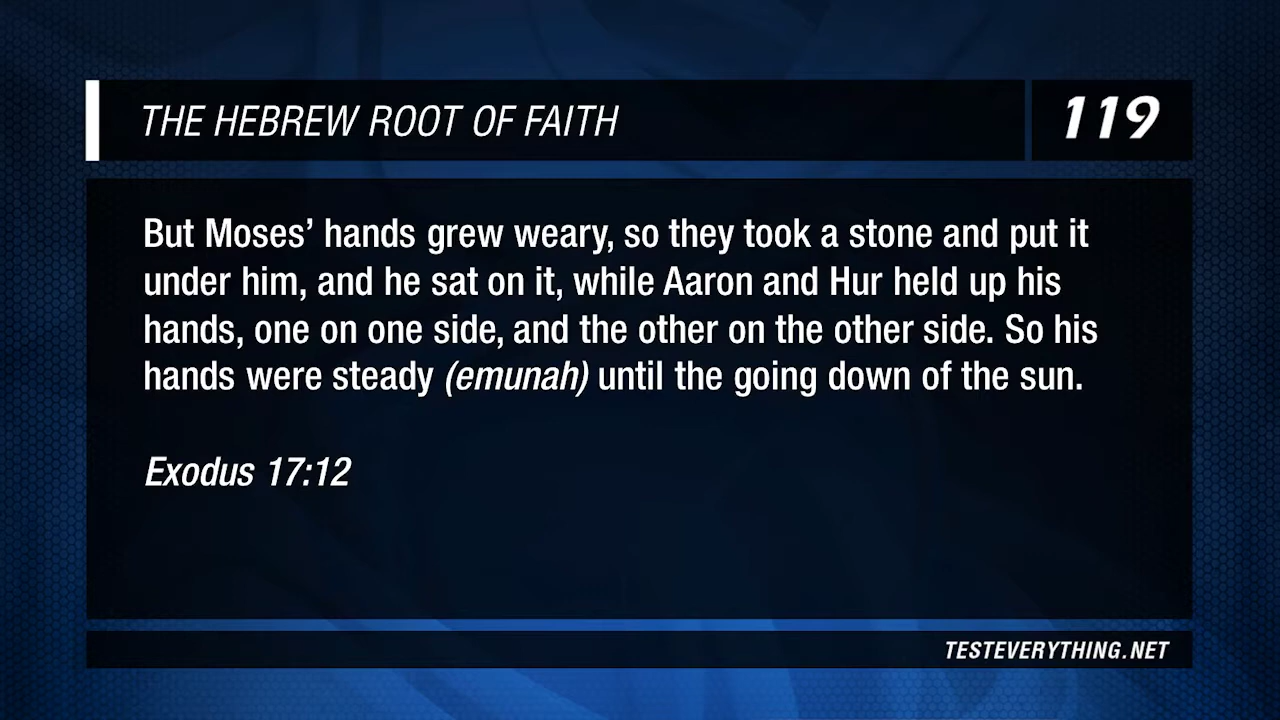 THE HEBREW ROOT OF FAITH
119
But Moses’ hands grew weary, so they took a stone and put it
under him, and he sat on it, while Aaron and Hur held up his
hands, one on one side, and the other on the other side. So his
hands were steady (emunah) until the going down of the sun.
Exodus 17:12
TESTEVERYTHING.NET